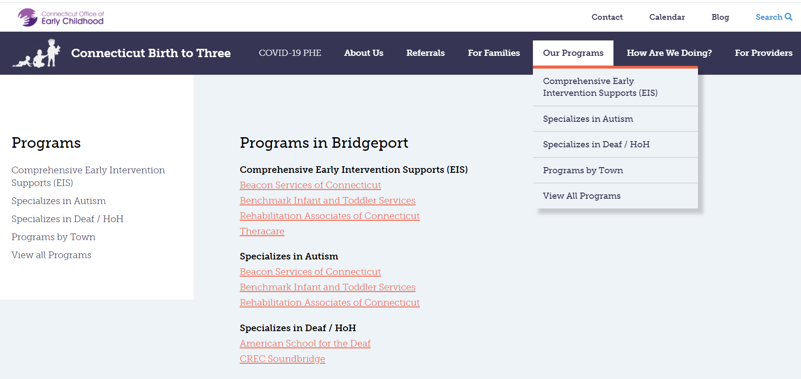 Connecticut Office of
Early Childhood
Contact
Calendar
Blog
Search
Connecticut Birth to Three
COVID-19 PHE
About Us
Referrals
For Families
Our Programs
How Are We Doing?
For Providers
Comprehensive Early
Intervention Supports (EIS)
Specializes in Autism
Specializes in Deaf / HoH
Programs by Town
View All Programs
Programs
Comprehensive Early Intervention
Supports (EIS)
Specializes in Autism
Specializes in Deaf / HoH
Programs by Town
View all Programs
Programs in Bridgeport
Comprehensive Early Intervention Supports (EIS)
Beacon Services of Connecticut
Benchmark Infant and Toddler Services
Rehabilitation Associates of Connecticut
Theracare
Specializes in Autism
Beacon Services of Connecticut
Benchmark Infant and Toddler Services
Rehabilitation Associates of Connecticut
Specializes in Deaf / HoH
American School for the Deaf
CREC Soundbridge